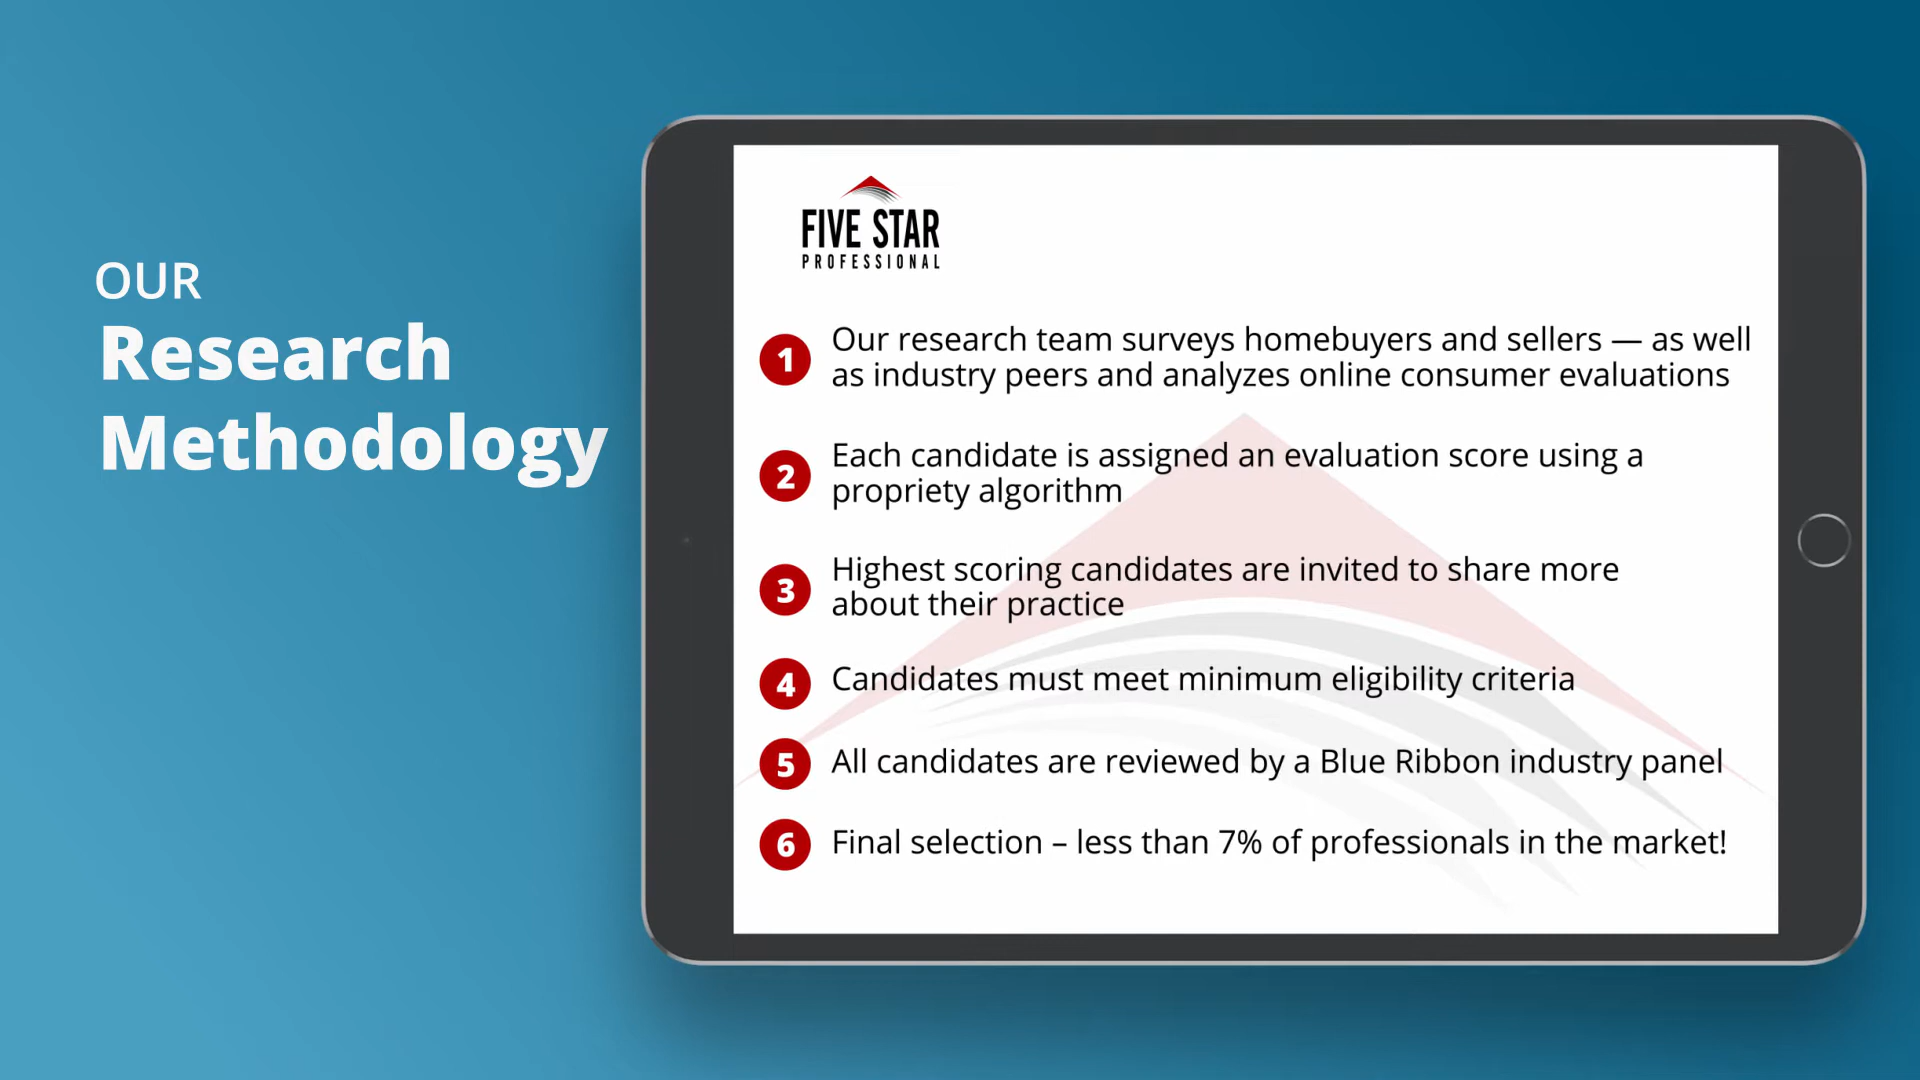 OUR
Research
Methodology
FIVE STAR
PROFESSIONAL
1 Our research team surveys homebuyers and sellers — as well
as industry peers and analyzes online consumer evaluations
2 Each candidate is assigned an evaluation score using a
propriety algorithm
3 Highest scoring candidates are invited to share more
about their practice
4 Candidates must meet minimum eligibility criteria
5 All candidates are reviewed by a Blue Ribbon industry panel
6 Final selection – less than 7% of professionals in the market!